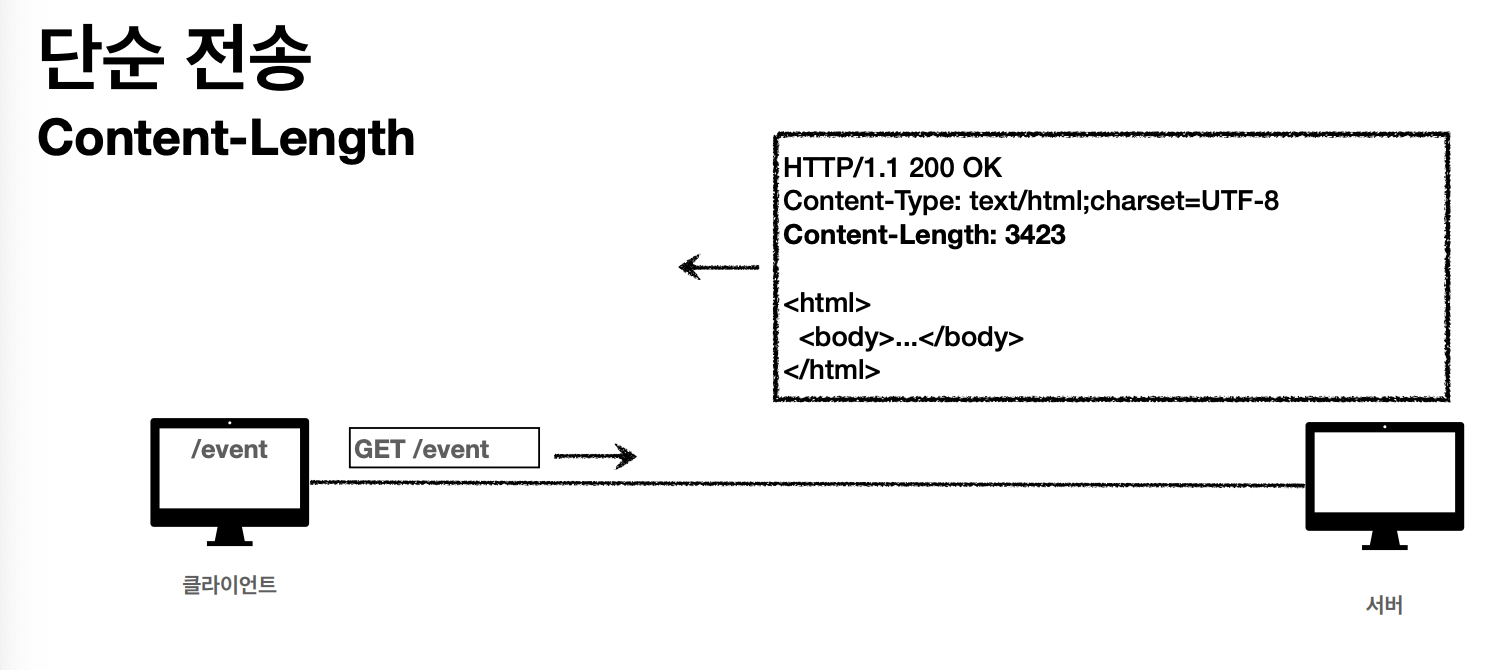 단순 전송
Content-Length
HTTP/1.1 200 OK
Content-Type: text/html;charset=UTF-8
Content-Length: 3423
<html>
<body>...</body>
</html>
/event
GET /event
클라이언트
서버